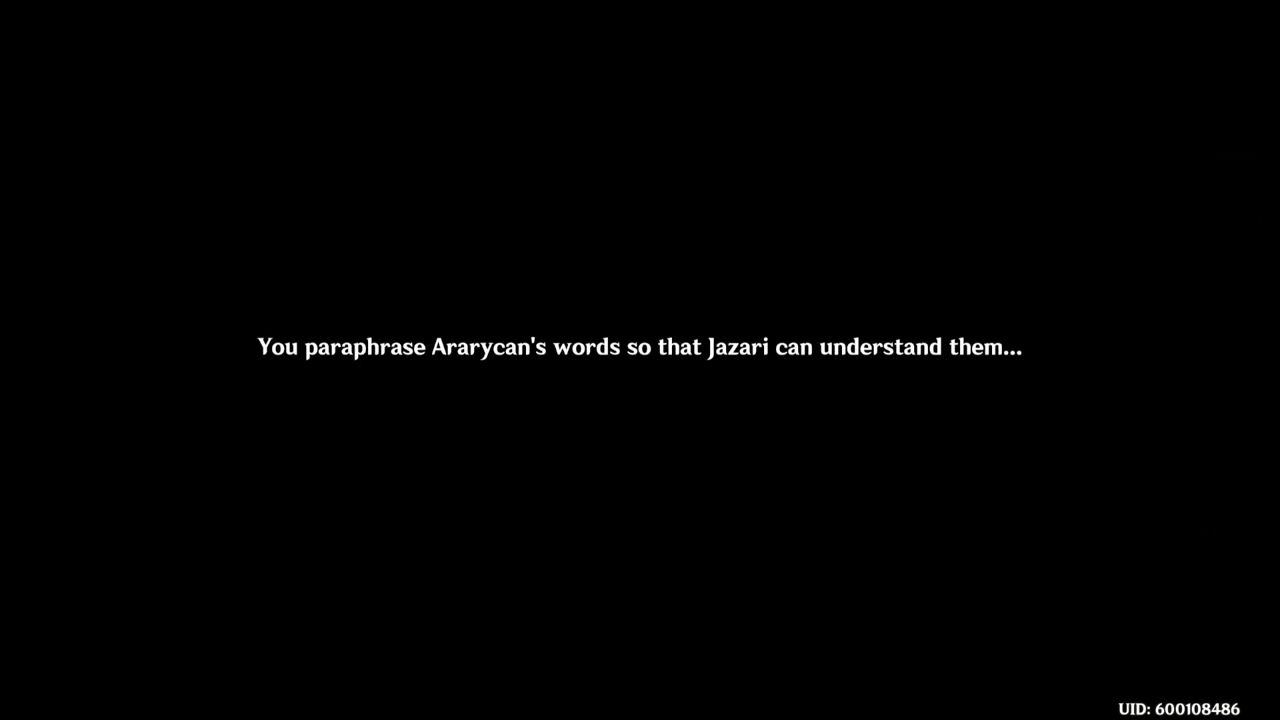 You paraphrase Ararycan's words so that Jazari can understand them...
UID: 600108486